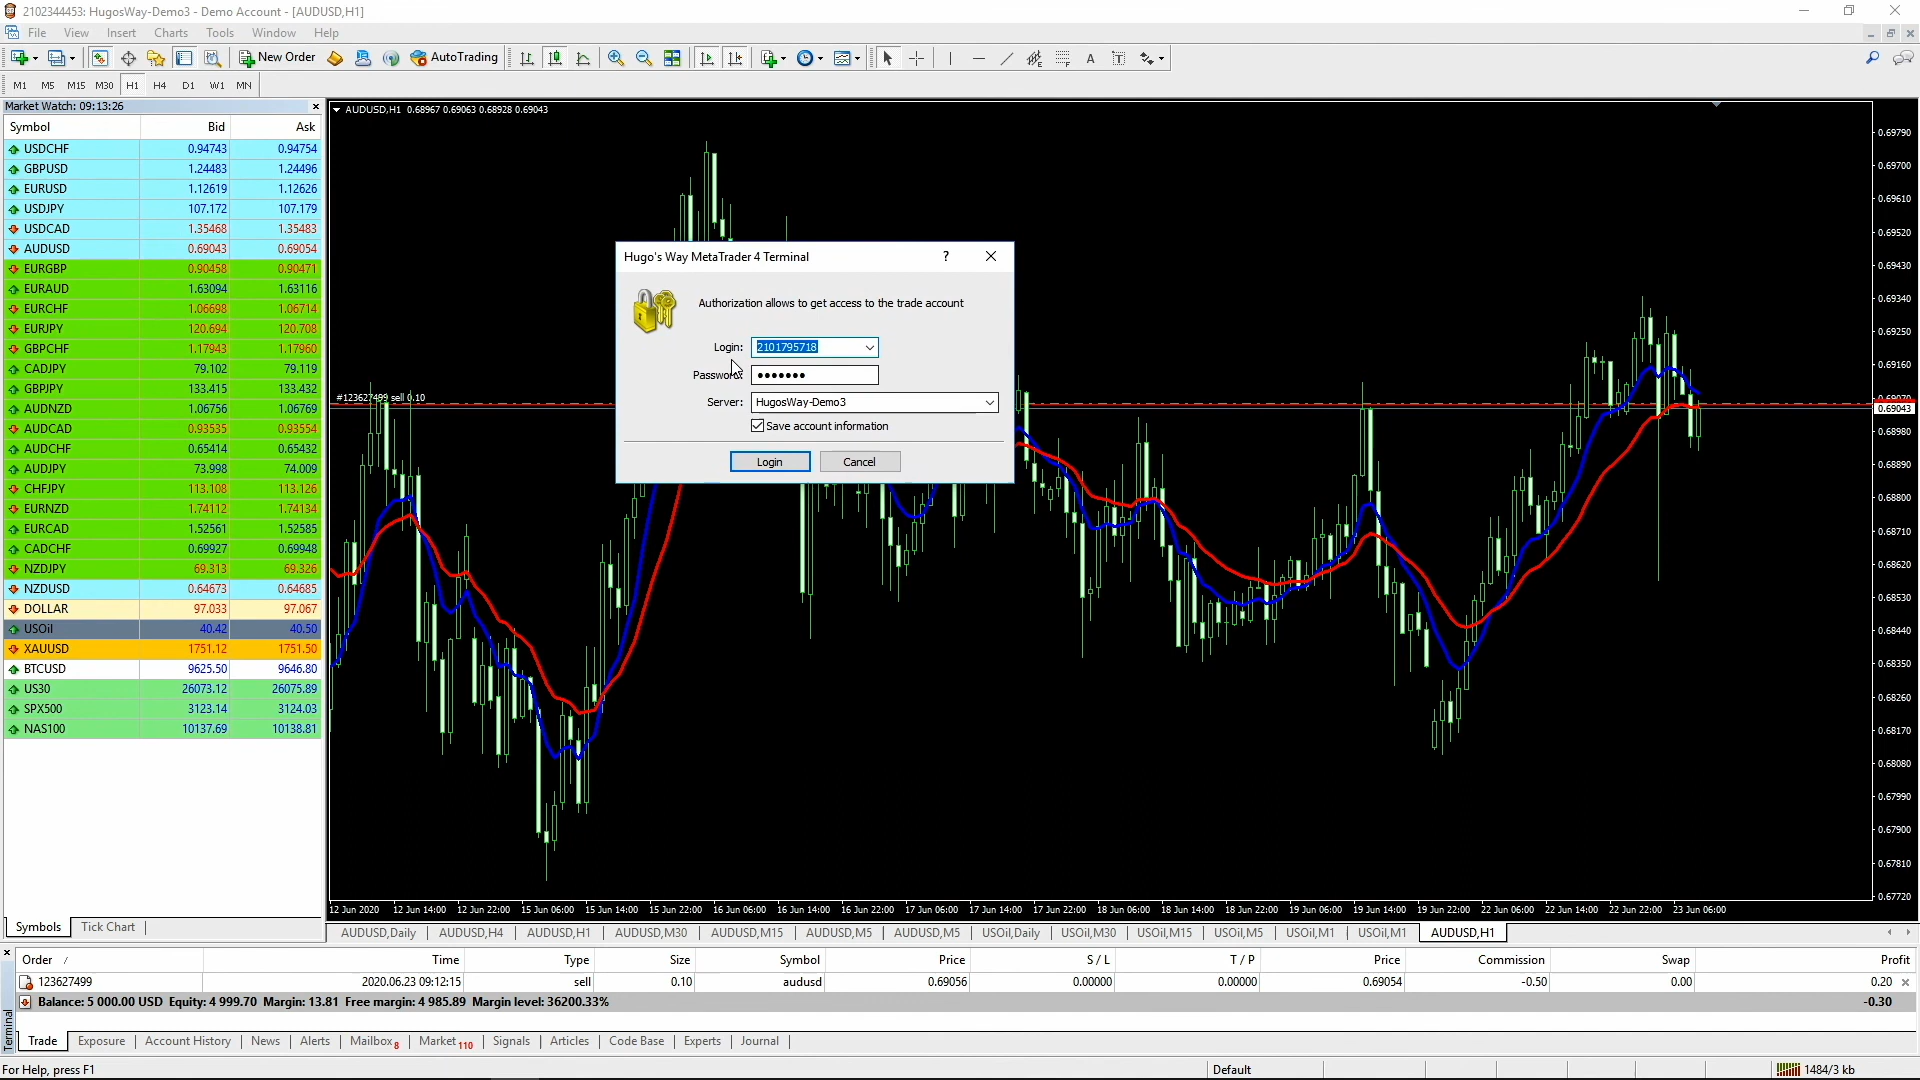 2102344453: HugosWay-Demo3 - Demo Account - [AUDUSD,H1]
File View Insert Charts Tools Window Help
New Order AutoTrading
M1 M5 M15 M30 H1 H4 D1 W1 MN
Market Watch: 09:13:26
Symbol Bid Ask
USDCHF 0.94743 0.94754
GBPUSD 1.24483 1.24496
EURUSD 1.12619 1.12626
USDJPY 107.172 107.179
USDCAD 1.35468 1.35483
AUDUSD 0.69043 0.69054
EURGBP 0.90458 0.90471
EURAUD 1.63094 1.63116
EURCHF 1.06698 1.06714
EURJPY 120.694 120.708
GBPCHF 1.17943 1.17960
CADJPY 79.102 79.119
GBPJPY 133.415 133.432
AUDNZD 1.06756 1.06769
AUDCAD 0.93535 0.93554
AUDCHF 0.65414 0.65432
AUDJPY 73.998 74.009
CHFJPY 113.108 113.126
EURNZD 1.74112 1.74134
EURCAD 1.52561 1.52585
CADCHF 0.69927 0.69948
NZDJPY 69.313 69.326
NZDUSD 0.64673 0.64685
DOLLAR 97.033 97.067
USOil 40.42 40.50
XAUUSD 1751.12 1751.50
BTCUSD 9625.50 9646.80
US30 26073.12 26075.89
SPX500 3123.14 3124.03
NAS100 10137.69 10138.81
Symbols Tick Chart
AUDUSD,H1 0.68967 0.69063 0.68928 0.69043
#123627499 sell 0.10
Hugo's Way MetaTrader 4 Terminal
Authorization allows to get access to the trade account
Login: 2101795718
Password:
Server: HugosWay-Demo3
Save account information
Login Cancel
0.69790
0.69700
0.69610
0.69520
0.69430
0.69340
0.69250
0.69160
0.69070
0.69043
0.68980
0.68890
0.68800
0.68710
0.68620
0.68530
0.68440
0.68350
0.68260
0.68170
0.68080
0.67990
0.67900
0.67810
0.67720
12 Jun 2020 12 Jun 14:00 12 Jun 22:00 15 Jun 06:00 15 Jun 14:00 15 Jun 22:00 16 Jun 06:00 16 Jun 14:00 16 Jun 22:00 17 Jun 06:00 17 Jun 14:00 17 Jun 22:00 18 Jun 06:00 18 Jun 14:00 18 Jun 22:00 19 Jun 06:00 19 Jun 14:00 19 Jun 22:00 22 Jun 06:00 22 Jun 14:00 22 Jun 22:00 23 Jun 06:00
AUDUSD,Daily AUDUSD,H4 AUDUSD,H1 AUDUSD,M30 AUDUSD,M15 AUDUSD,M5 AUDUSD,M5 USOil,Daily USOil,M30 USOil,M15 USOil,M5 USOil,M1 USOil,M1 AUDUSD,H1
Order / Time Type Size Symbol Price S / L T / P Price Commission Swap Profit
123627499 2020.06.23 09:12:15 sell 0.10 audusd 0.69056 0.00000 0.00000 0.69054 -0.50 0.00 0.20
Balance: 5 000.00 USD Equity: 4 999.70 Margin: 13.81 Free margin: 4 985.89 Margin level: 36200.33% -0.30
Terminal
Trade Exposure Account History News Alerts Mailbox 8 Market 110 Signals Articles Code Base Experts Journal
For Help, press F1 Default 1484/3 kb